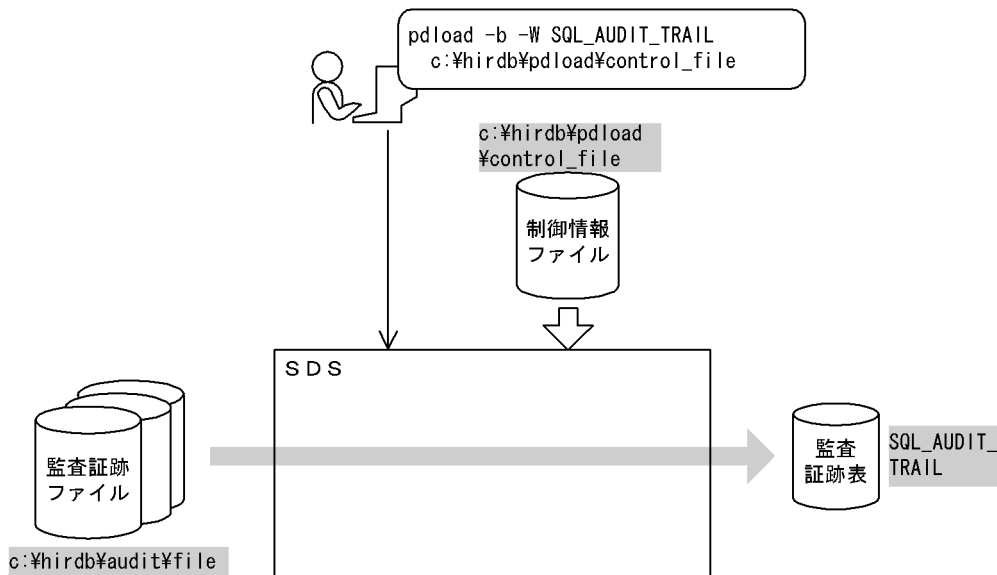 pdload -b -W SQL_AUDIT_TRAIL
c:¥hirdb¥pdload¥control_file
c:¥hirdb¥pdload
¥control_file
制御情報
ファイル
ＳＤＳ
監査証跡
ファイル
c:¥hirdb¥audit¥file
監査
証跡表
SQL_AUDIT_
TRAIL